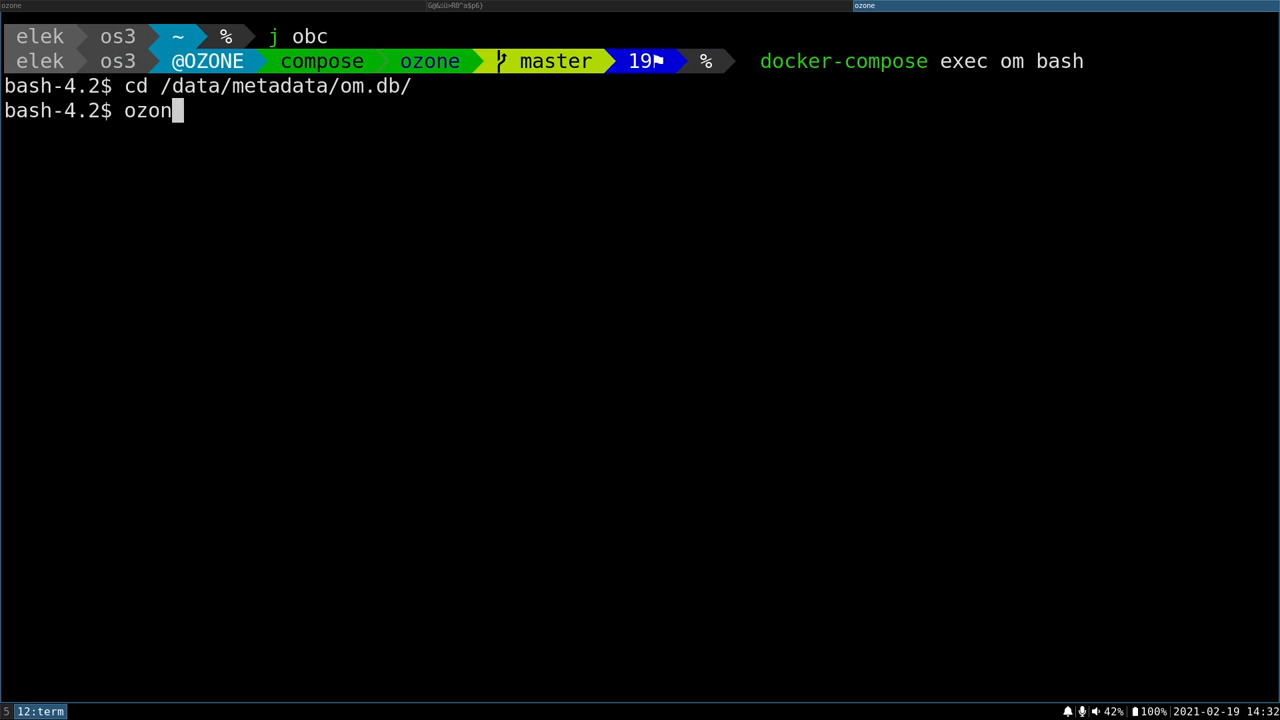 ozone G@&ü>R0^a$p6} ozone
elek os3 ~ % j obc
elek os3 @OZONE compose ozone master 19⚑ % docker-compose exec om bash
bash-4.2$ cd /data/metadata/om.db/
bash-4.2$ ozon
5 12:term 42% 100% 2021-02-19 14:32